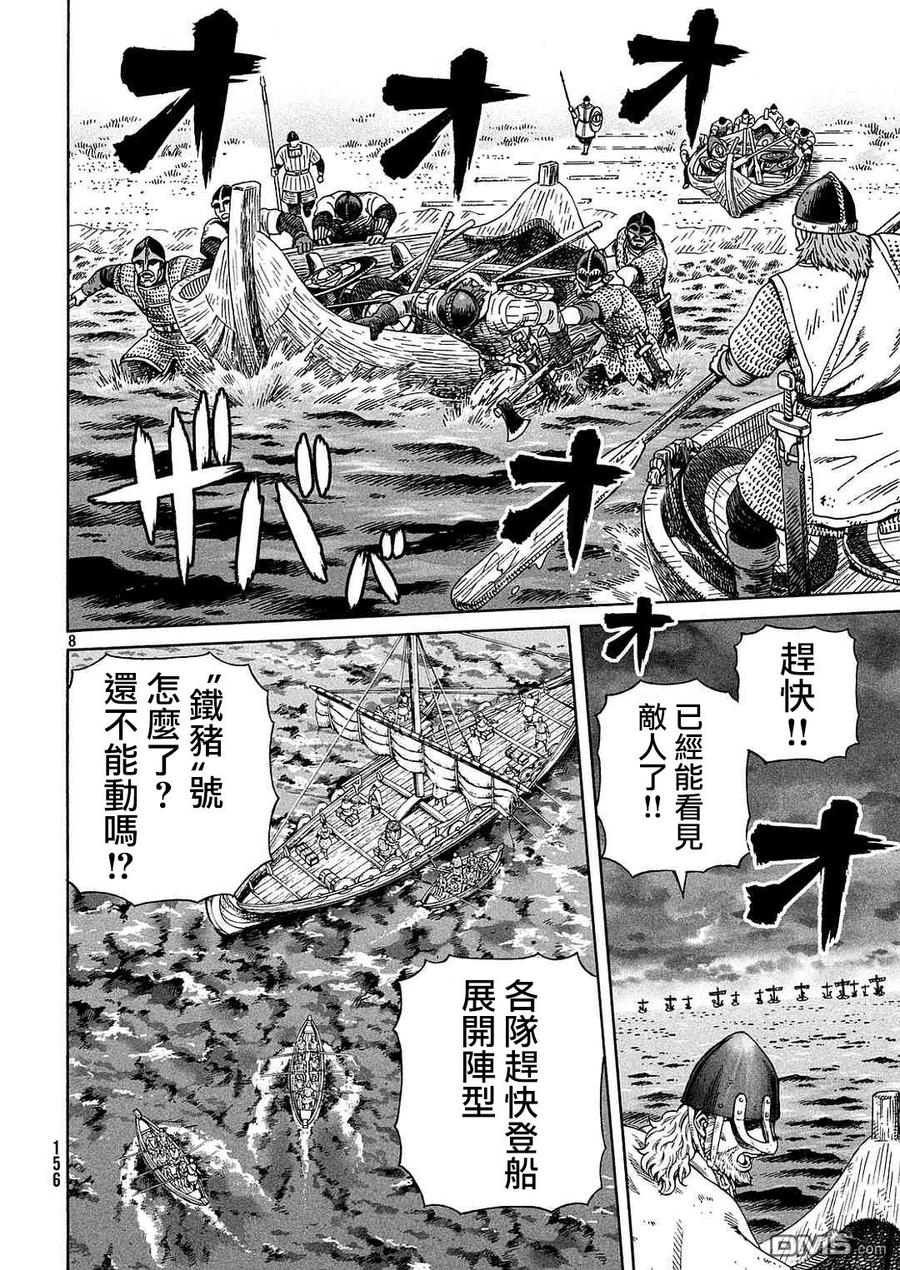 オ
オ
オ
オ
ザバババ
オ
趕快!!
已經能看見
敵人了!!
オ
"鐵豬"號
怎麼了?
還不能動嗎!?
各隊趕快登船
展開陣型
8
156
DM5.com